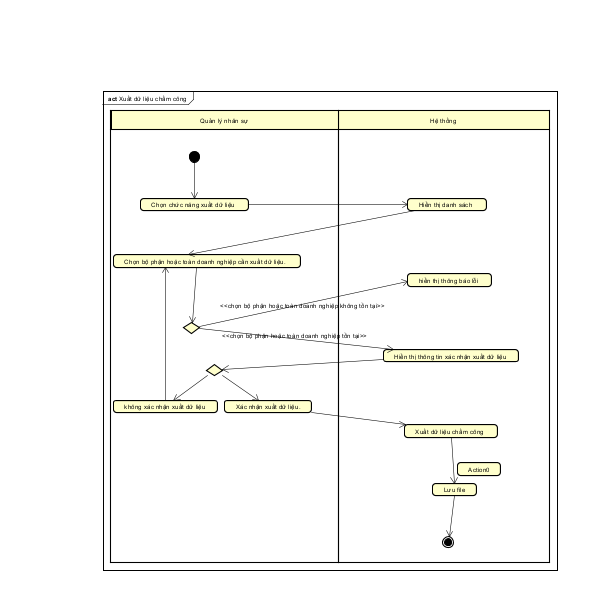 act Xuất dữ liệu chấm công
Quản lý nhân sự
Hệ thống
Chọn chức năng xuất dữ liệu
Hiển thị danh sách
Chọn bộ phận hoặc toàn doanh nghiệp cần xuất dữ liệu.
hiển thị thông báo lỗi
<<chọn bộ phận hoặc toàn doanh nghiệp không tồn tại>>
<<chọn bộ phận hoặc toàn doanh nghiệp tồn tại>>
Hiển thị thông tin xác nhận xuất dữ liệu
không xác nhận xuất dữ liệu
Xác nhận xuất dữ liệu.
Xuất dữ liệu chấm công
Action0
Lưu file